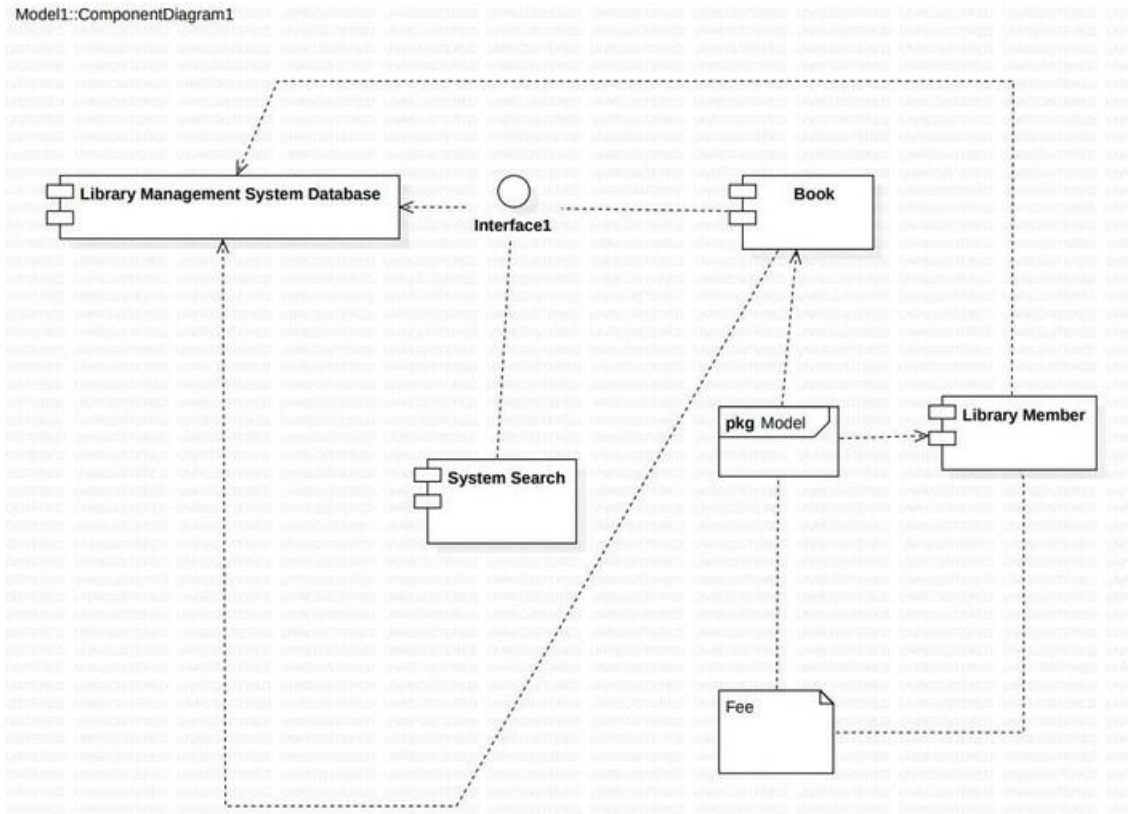 Model1::ComponentDiagram1
Library Management System Database
Interface1
Book
pkg Model
Library Member
System Search
Fee